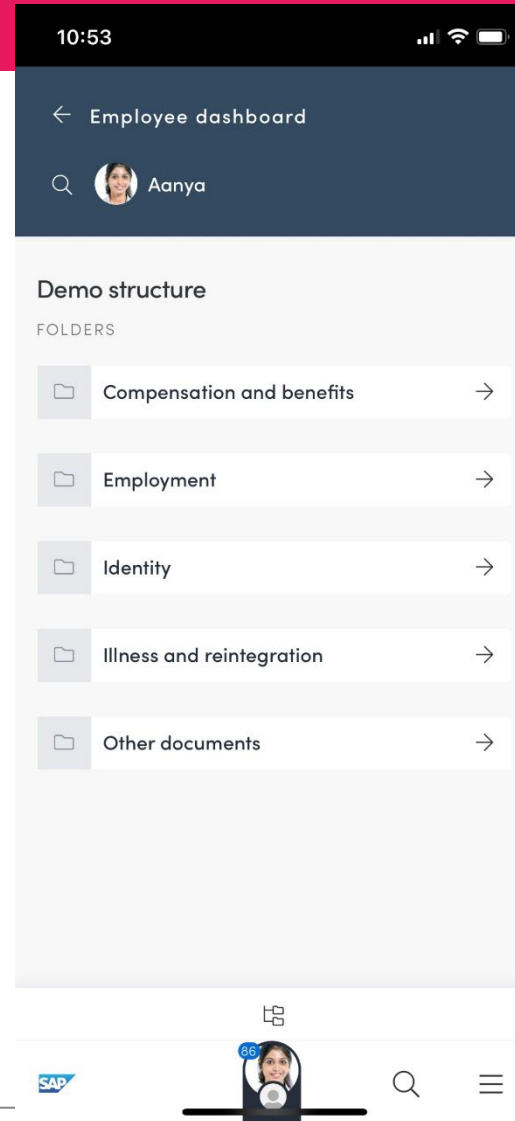 10:53
Employee dashboard
Aanya
Demo structure
FOLDERS
Compensation and benefits
Employment
Identity
Illness and reintegration
Other documents
86
SAP